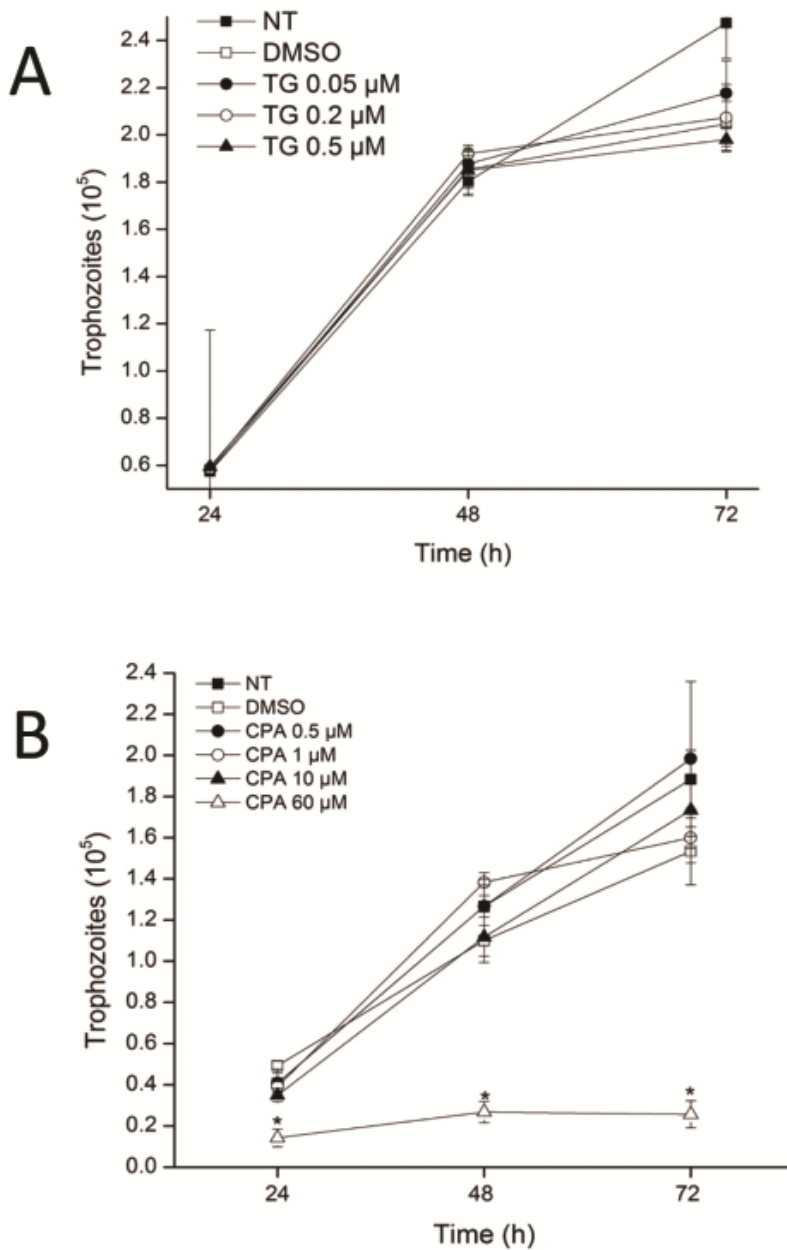 A
NT
DMSO
TG 0.05 µM
TG 0.2 µM
TG 0.5 µM
Trophozoites (10⁵)
2.4
2.2
2.0
1.8
1.6
1.4
1.2
1.0
0.8
0.6
24 48 72
Time (h)
B
NT
DMSO
CPA 0.5 µM
CPA 1 µM
CPA 10 µM
CPA 60 µM
Trophozoites (10⁵)
2.4
2.2
2.0
1.8
1.6
1.4
1.2
1.0
0.8
0.6
0.4
0.2
0.0
* * *
24 48 72
Time (h)